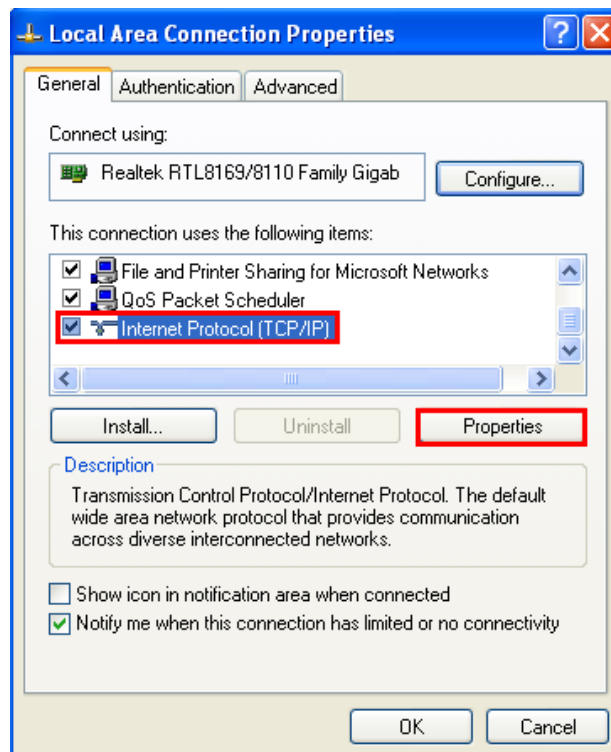 Local Area Connection Properties
General Authentication Advanced
Connect using:
Realtek RTL8169/8110 Family Gigab
Configure...
This connection uses the following items:
File and Printer Sharing for Microsoft Networks
QoS Packet Scheduler
Internet Protocol (TCP/IP)
Install... Uninstall Properties
Description
Transmission Control Protocol/Internet Protocol. The default
wide area network protocol that provides communication
across diverse interconnected networks.
Show icon in notification area when connected
Notify me when this connection has limited or no connectivity
OK Cancel